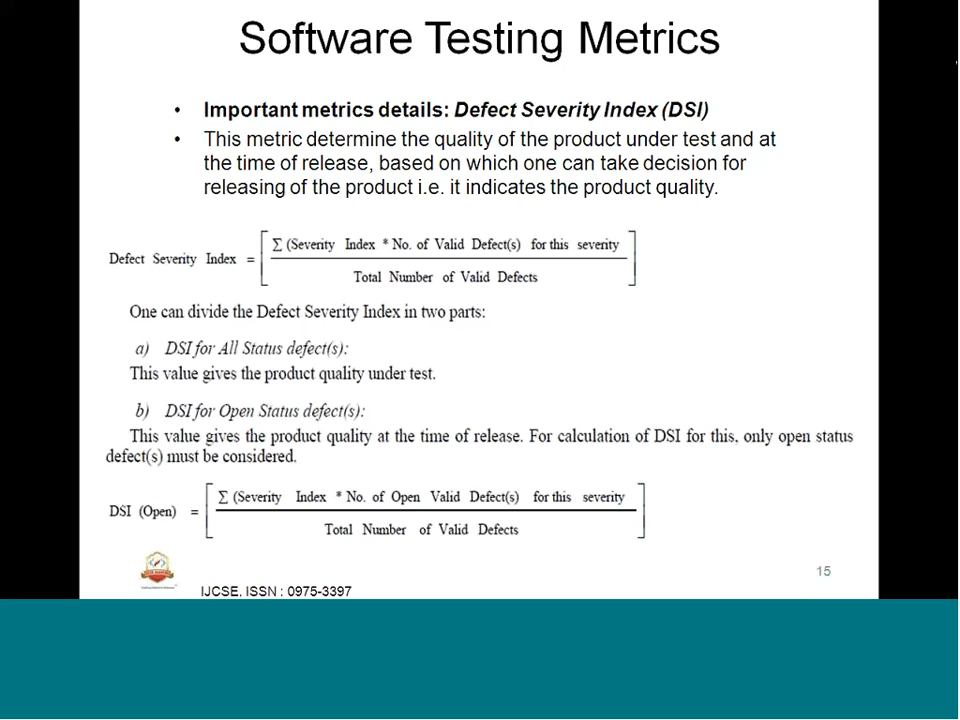 Software Testing Metrics
• Important metrics details: Defect Severity Index (DSI)
• This metric determine the quality of the product under test and at
the time of release, based on which one can take decision for
releasing of the product i.e. it indicates the product quality.
Defect Severity Index = [ ∑ (Severity Index * No. of Valid Defect(s) for this severity
Total Number of Valid Defects ]
One can divide the Defect Severity Index in two parts:
a) DSI for All Status defect(s):
This value gives the product quality under test.
b) DSI for Open Status defect(s):
This value gives the product quality at the time of release. For calculation of DSI for this, only open status
defect(s) must be considered.
DSI (Open) = [ ∑ (Severity Index * No. of Open Valid Defect(s) for this severity
Total Number of Valid Defects ]
15
IJCSE, ISSN : 0975-3397